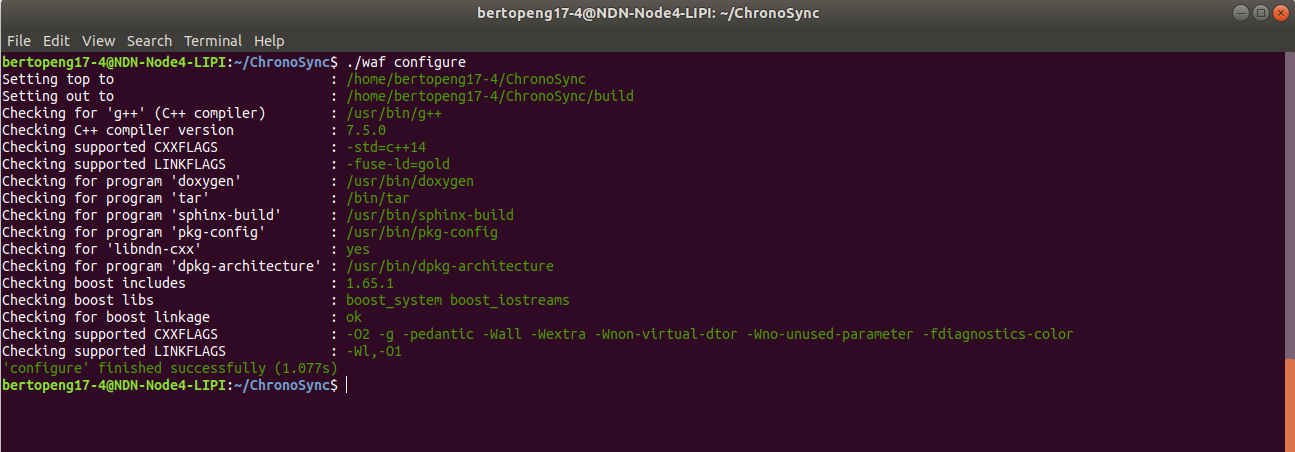 bertopeng17-4@NDN-Node4-LIPI: ~/ChronoSync
File Edit View Search Terminal Help
bertopeng17-4@NDN-Node4-LIPI:~/ChronoSync$ ./waf configure
Setting top to : /home/bertopeng17-4/ChronoSync
Setting out to : /home/bertopeng17-4/ChronoSync/build
Checking for 'g++' (C++ compiler) : /usr/bin/g++
Checking C++ compiler version : 7.5.0
Checking supported CXXFLAGS : -std=c++14
Checking supported LINKFLAGS : -fuse-ld=gold
Checking for program 'doxygen' : /usr/bin/doxygen
Checking for program 'tar' : /bin/tar
Checking for program 'sphinx-build' : /usr/bin/sphinx-build
Checking for program 'pkg-config' : /usr/bin/pkg-config
Checking for 'libndn-cxx' : yes
Checking for program 'dpkg-architecture' : /usr/bin/dpkg-architecture
Checking boost includes : 1.65.1
Checking boost libs : boost_system boost_iostreams
Checking for boost linkage : ok
Checking supported CXXFLAGS : -O2 -g -pedantic -Wall -Wextra -Wnon-virtual-dtor -Wno-unused-parameter -fdiagnostics-color
Checking supported LINKFLAGS : -Wl,-O1
'configure' finished successfully (1.077s)
bertopeng17-4@NDN-Node4-LIPI:~/ChronoSync$